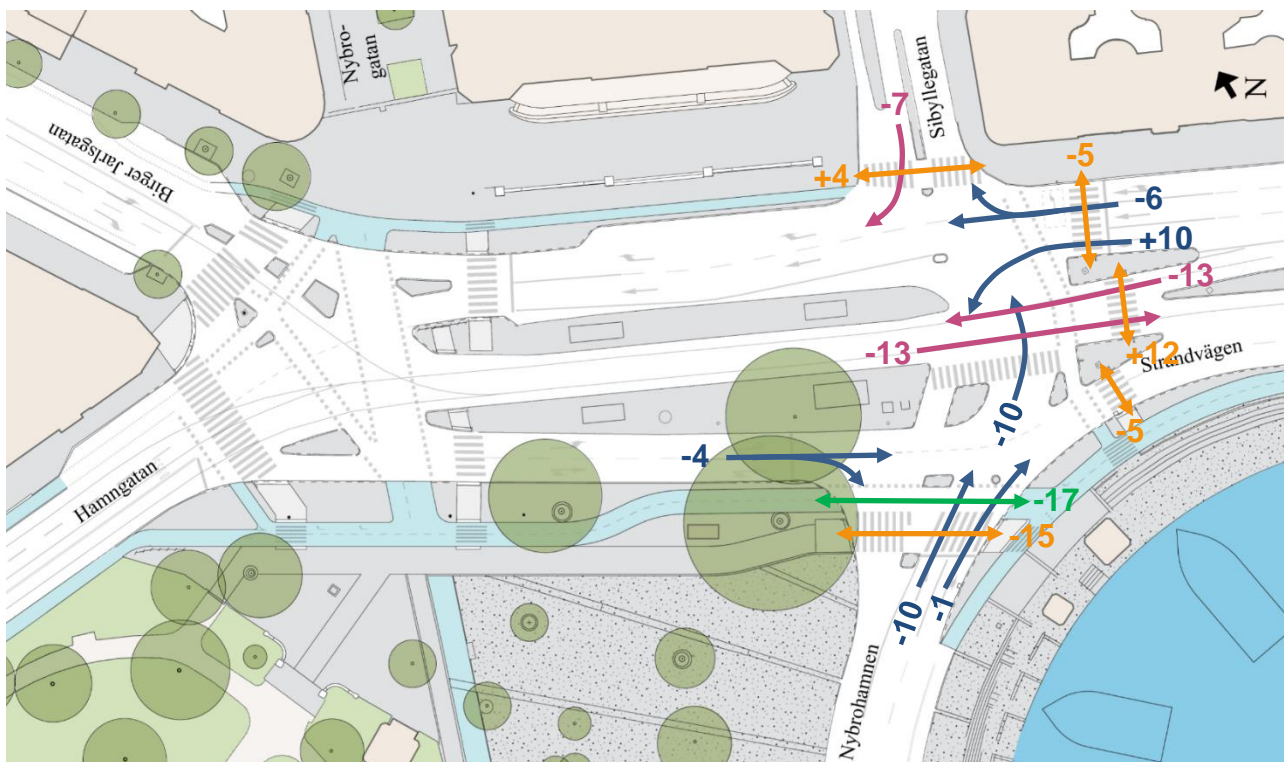 Nybro-
gatan
Sibyllegatan
N
Birger Jarlsgatan
-7
-5
+4
-6
+10
-13
-13
+12
Strandvägen
-10
-5
-4
Hamngatan
-17
-15
-10
-1
Nybrohamnen